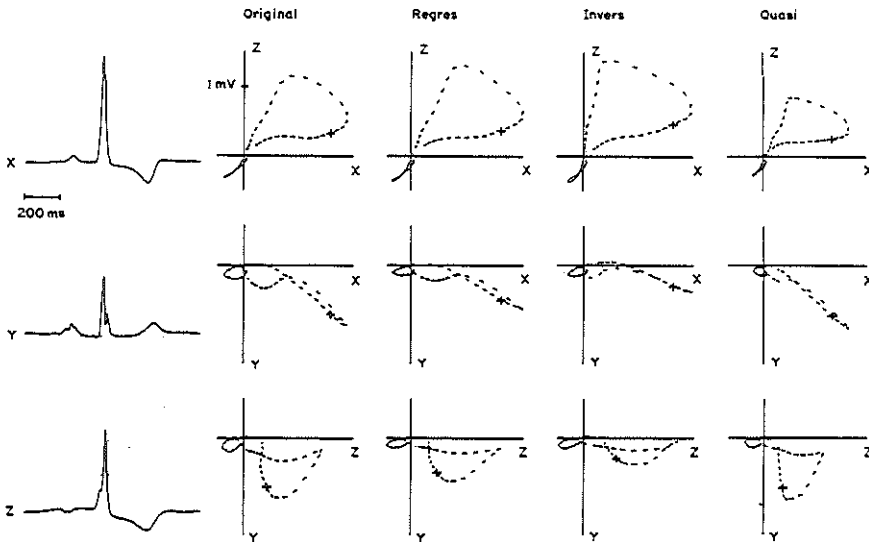 Original Regres Invers Quasi
Z Z Z Z
1 mV
X X X X X
200 ms
X X X X
Y
Y Y Y Y
Z Z Z Z
Z
Y Y Y Y